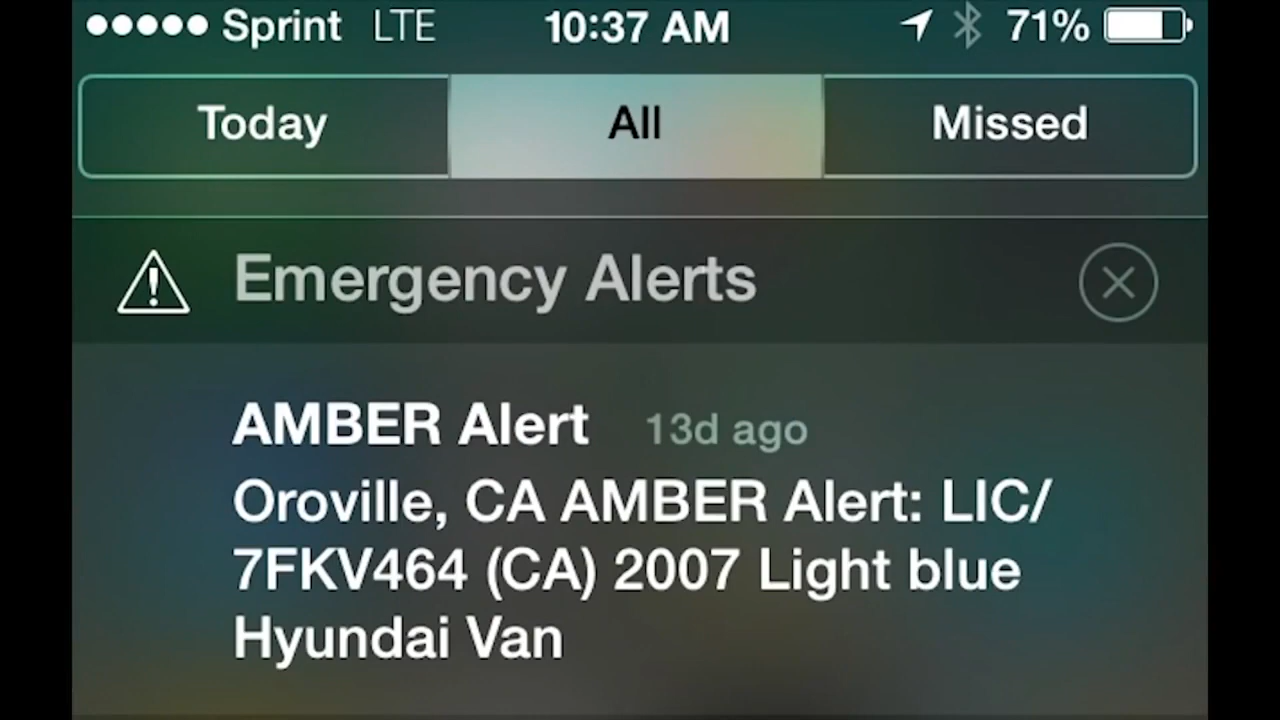 Sprint LTE 10:37 AM 71%
Today All Missed
Emergency Alerts
AMBER Alert 13d ago
Oroville, CA AMBER Alert: LIC/
7FKV464 (CA) 2007 Light blue
Hyundai Van